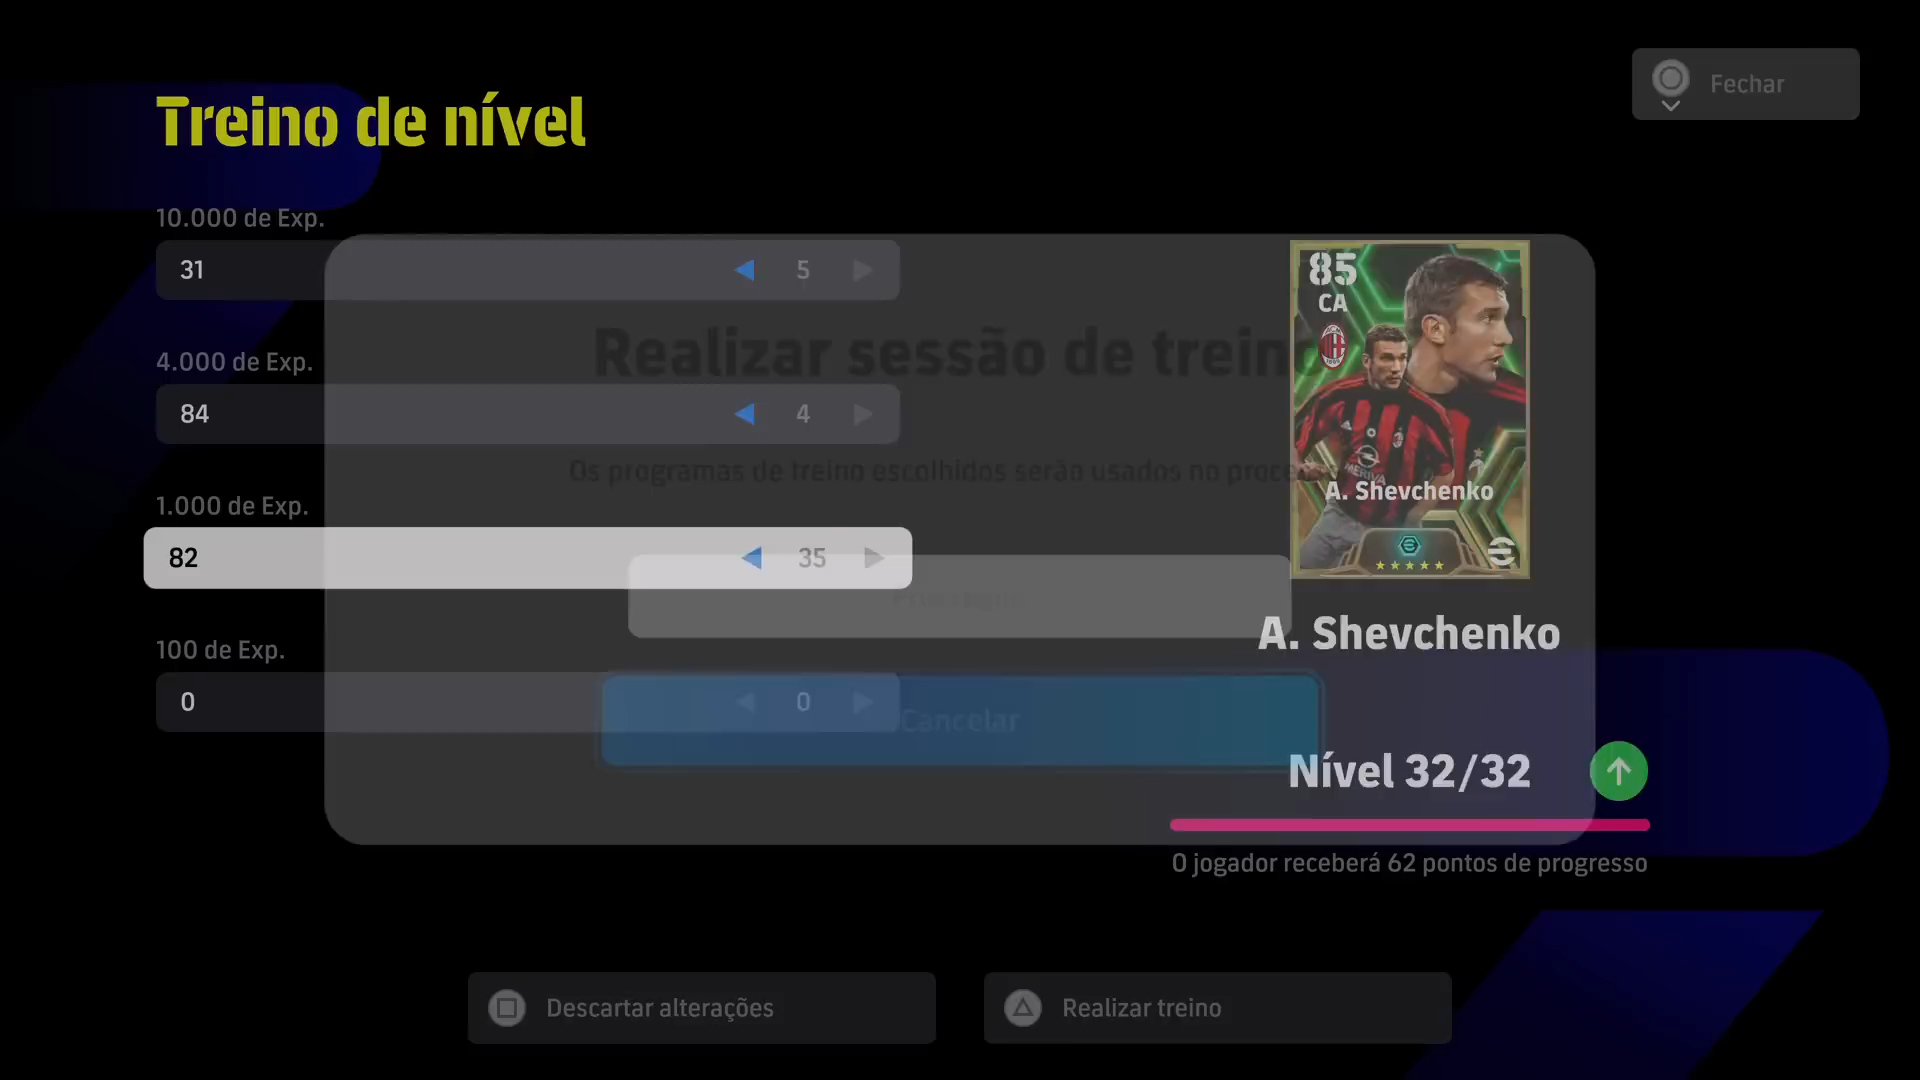 Treino de nível
Fechar
10.000 de Exp.
31
5
4.000 de Exp.
84
4
1.000 de Exp.
82
35
100 de Exp.
0
0
Realizar sessão de treino
Os programas de treino escolhidos serão usados no
Cancelar
85
CA
MERIVA
A. Shevchenko
A. Shevchenko
Nível 32/32
O jogador receberá 62 pontos de progresso
Descartar alterações
Realizar treino